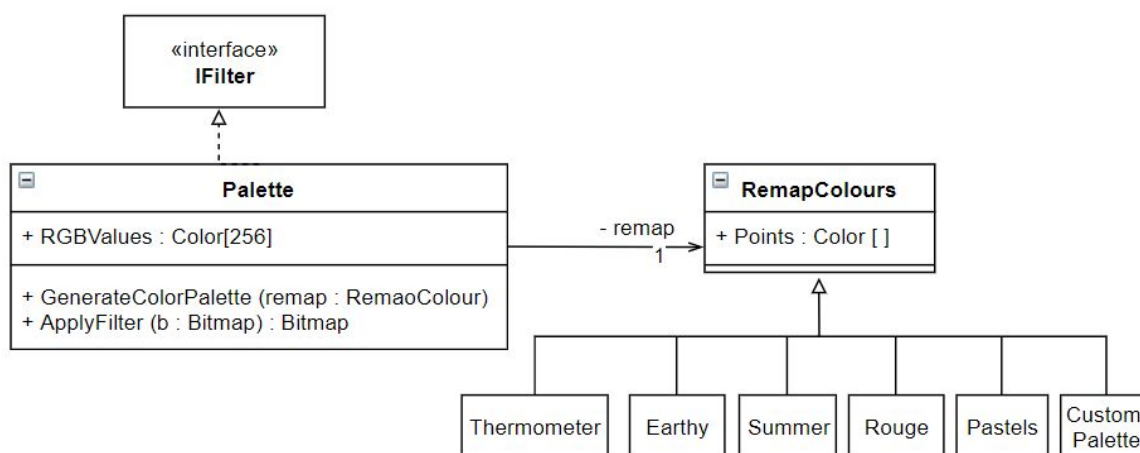 «interface»
IFilter
Palette
+ RGBValues : Color[256]
+ GenerateColorPalette (remap : RemaoColour)
+ ApplyFilter (b : Bitmap) : Bitmap
- remap
1
RemapColours
+ Points : Color [ ]
Thermometer
Earthy
Summer
Rouge
Pastels
Custom
Palette